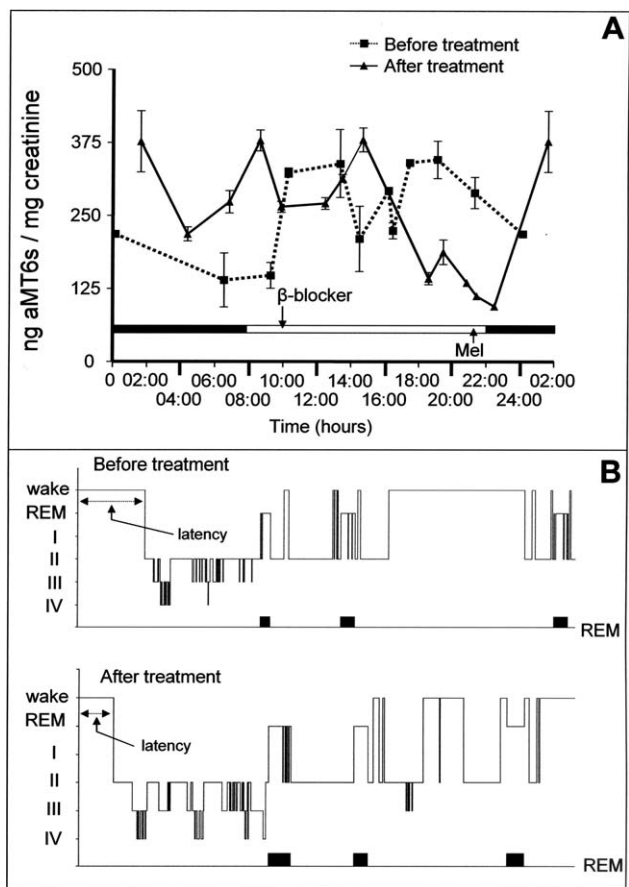 A
Before treatment
After treatment
ng aMT6s / mg creatinine
500
375
250
125
0
β-blocker
Mel
0 02:00 06:00 10:00 14:00 18:00 22:00 02:00
04:00 08:00 12:00 16:00 20:00 24:00
Time (hours)
B
Before treatment
wake
REM
latency
I
II
III
IV
REM
After treatment
wake
REM
latency
I
II
III
IV
REM